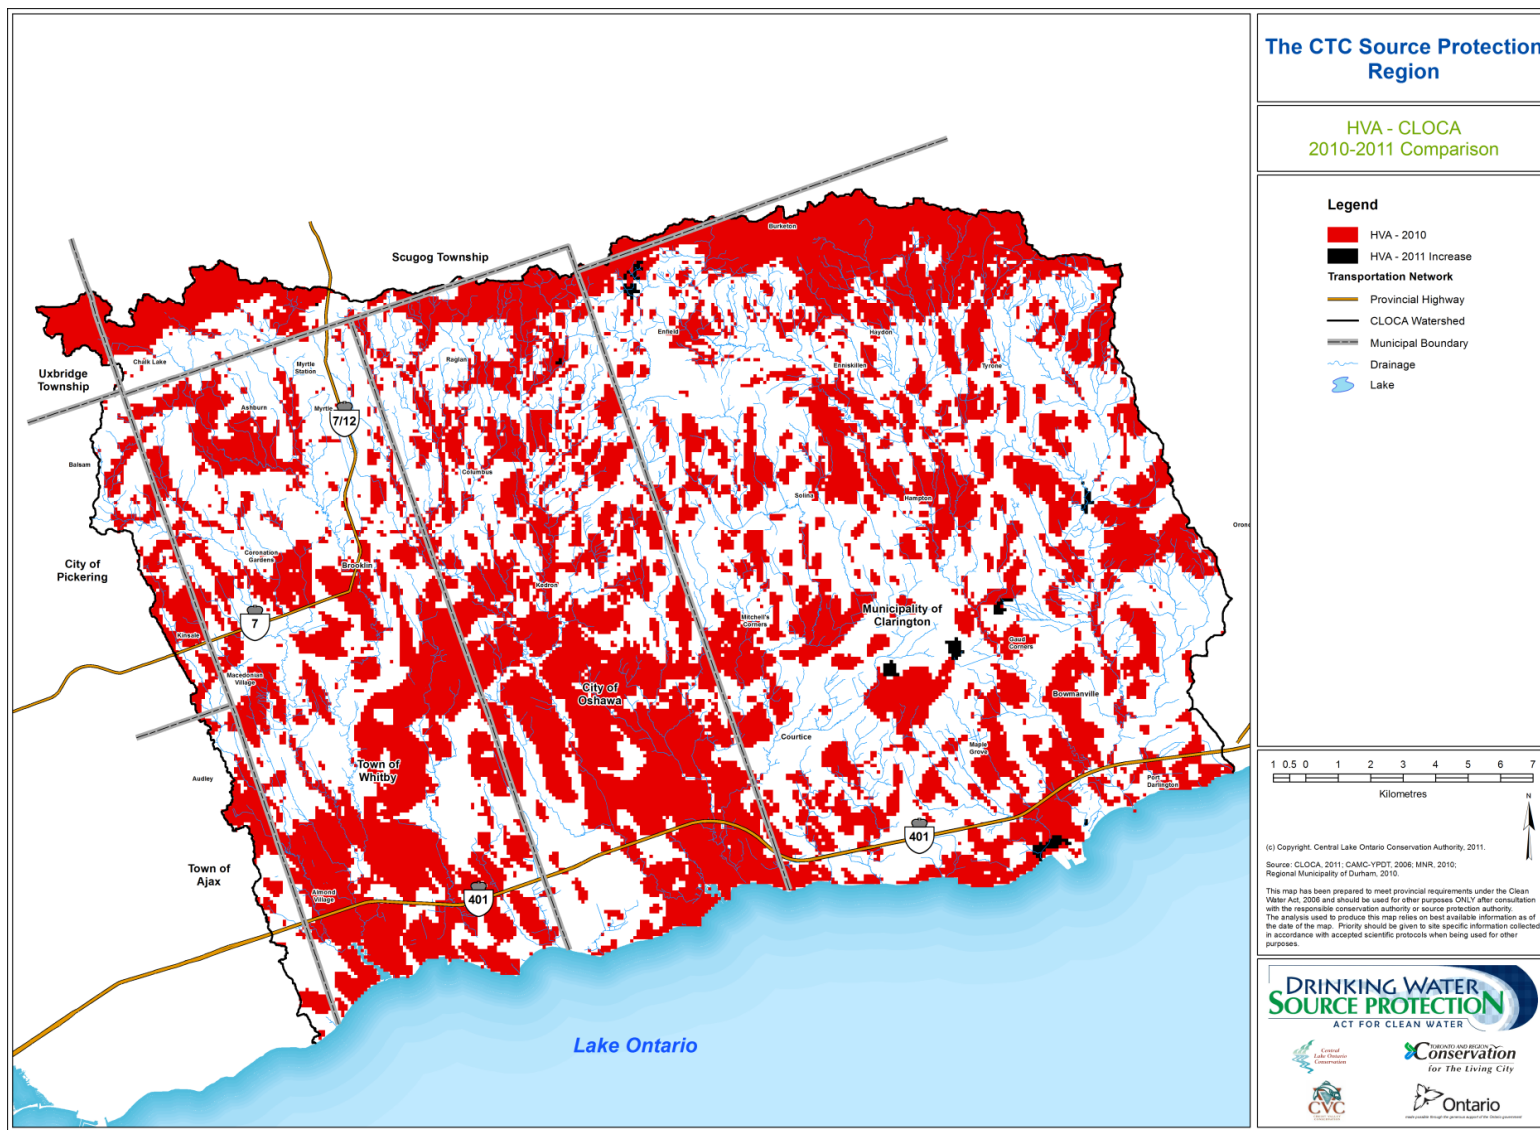 The CTC Source Protection
Region
HVA - CLOCA
2010-2011 Comparison
Legend
HVA - 2010
HVA - 2011 Increase
Transportation Network
Provincial Highway
CLOCA Watershed
Municipal Boundary
Drainage
Lake
1 0.5 0 1 2 3 4 5 6 7
Kilometres
N
(c) Copyright. Central Lake Ontario Conservation Authority, 2011.
Source: CLOCA, 2011; CAMC-YPDT, 2006; MNR, 2010;
Regional Municipality of Durham, 2010.
This map has been prepared to meet provincial requirements under the Clean
Water Act, 2006 and should be used for other purposes ONLY after consultation
with the responsible conservation authority or source protection authority.
The analysis used to produce this map relies on best available information as of
the date of the map. Priority should be given to site specific information collected
in accordance with accepted scientific protocols when being used for other
purposes.
DRINKING WATER
SOURCE PROTECTION
ACT FOR CLEAN WATER
Central
Lake Ontario
Conservation
TORONTO AND REGION
Conservation
for The Living City
CVC
Ontario
Burketon
Scugog Township
Enfield
Haydon
Chalk Lake
Raglan
Myrtle
Station
Enniskillen
Tyrone
Uxbridge
Township
Ashburn
Myrtle
7/12
Balsam
Columbus
Solina
Hampton
Orono
City of
Pickering
Coronation
Gardens
Brooklin
Kedron
7
Mitchell's
Corners
Municipality of
Clarington
Kinsale
Gaud
Corners
Macedonian
Village
City of
Oshawa
Bowmanville
Courtice
Maple
Grove
Audley
Town of
Whitby
Port
Darlington
401
Town of
Ajax
Almond
Village
401
Lake Ontario